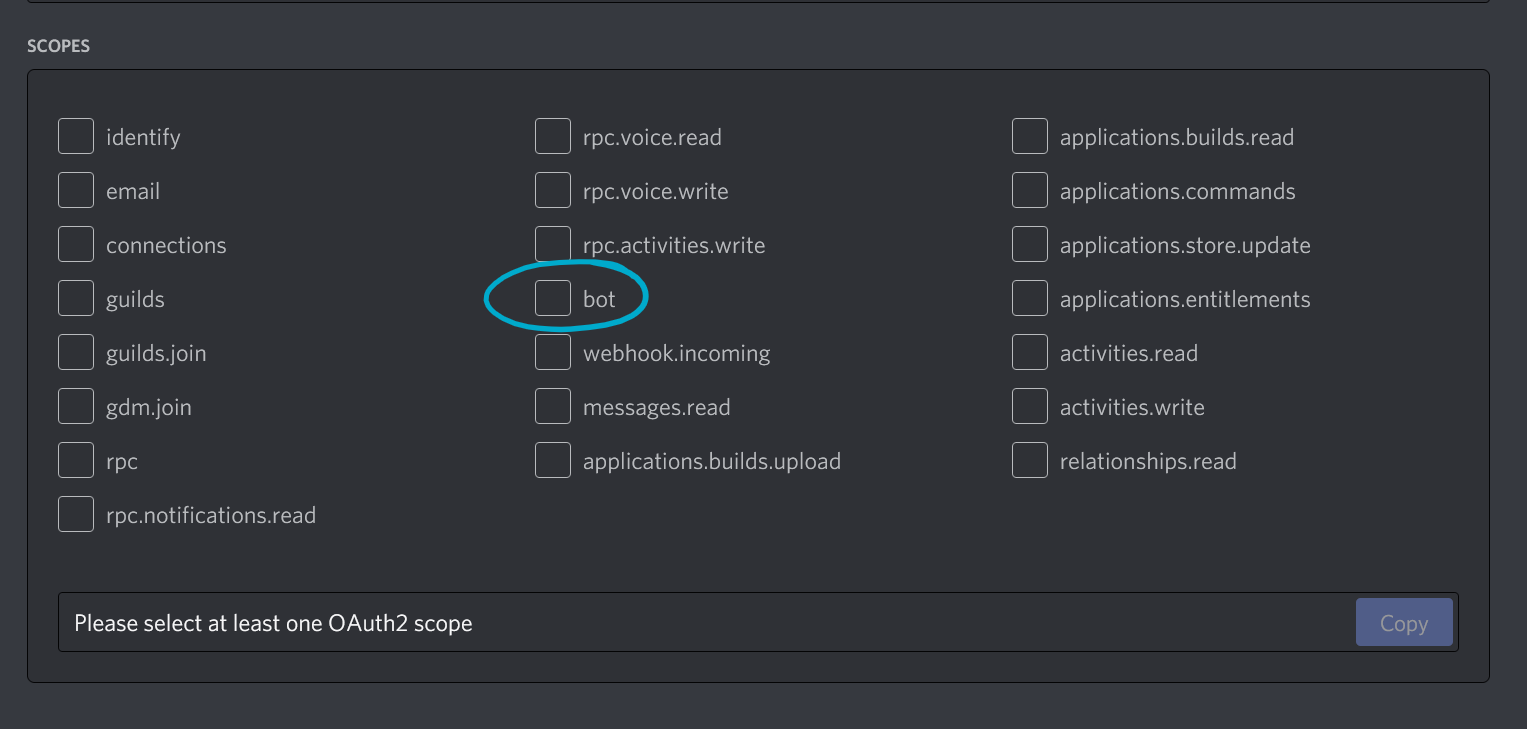 SCOPES
identify
email
connections
guilds
guilds.join
gdm.join
rpc
rpc.notifications.read
rpc.voice.read
rpc.voice.write
rpc.activities.write
bot
webhook.incoming
messages.read
applications.builds.upload
applications.builds.read
applications.commands
applications.store.update
applications.entitlements
activities.read
activities.write
relationships.read
Please select at least one OAuth2 scope
Copy